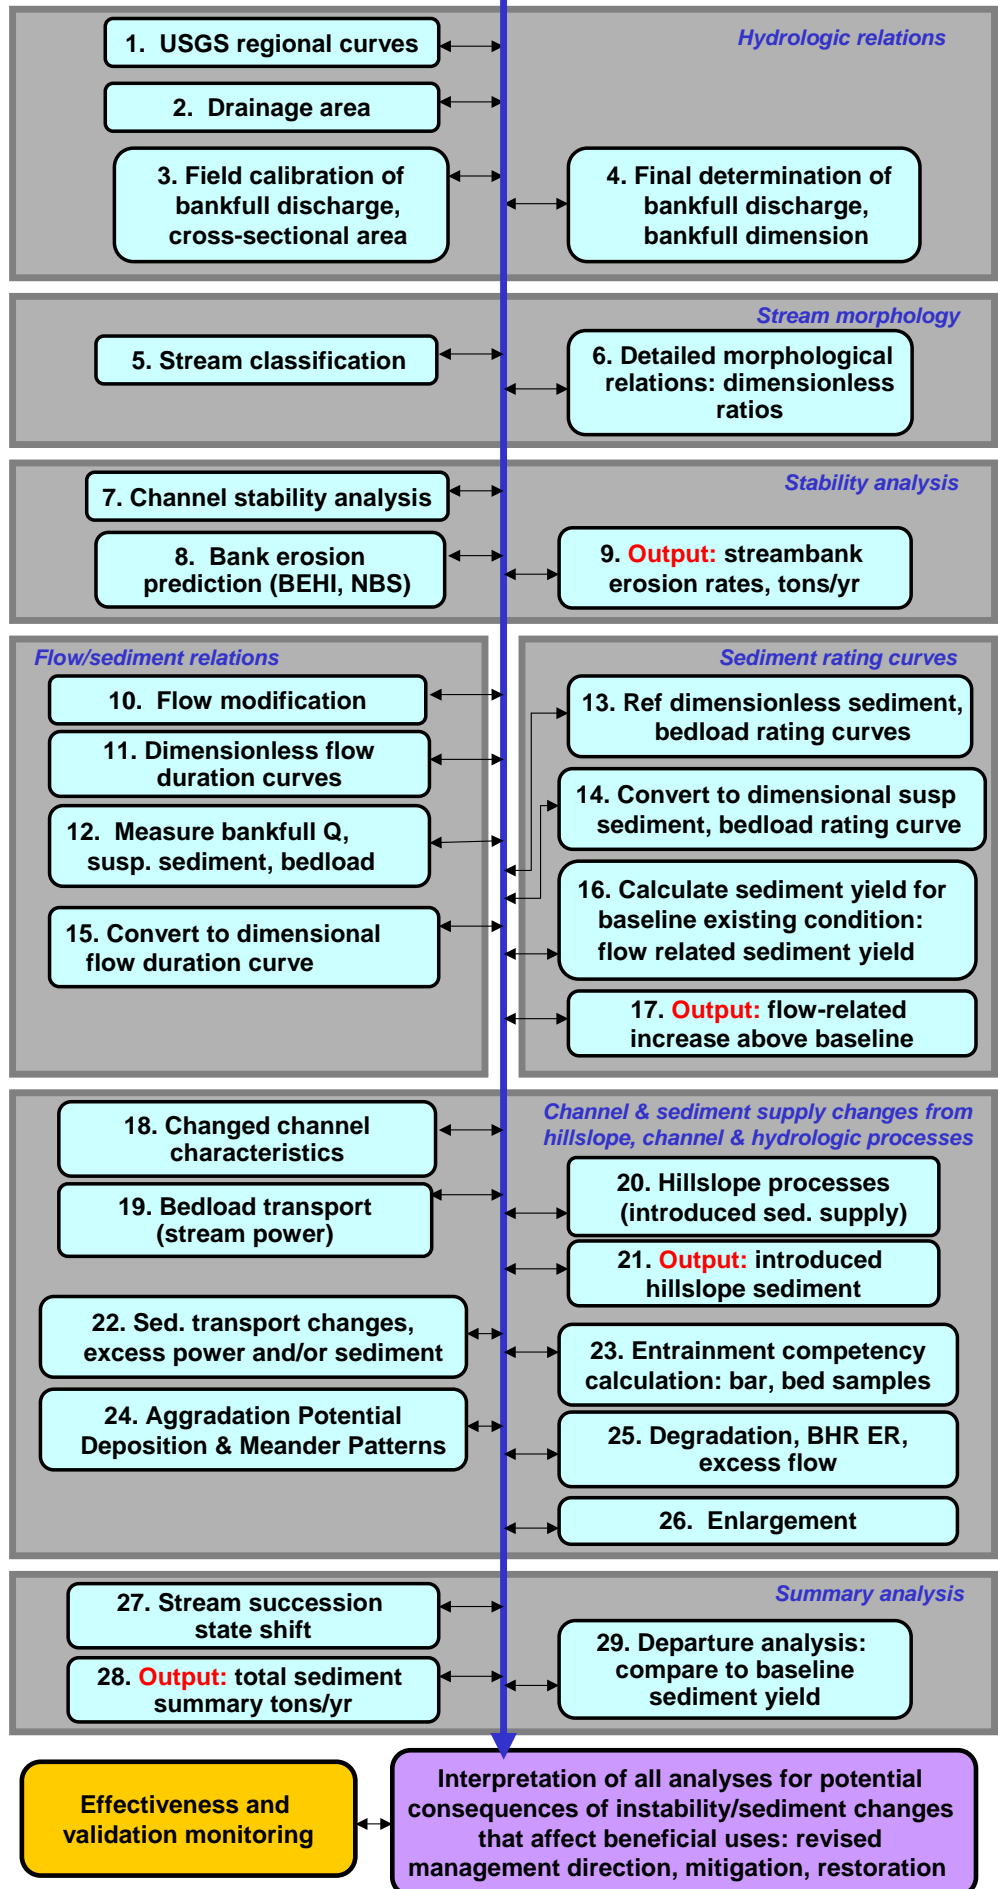 Hydrologic relations
1. USGS regional curves
2. Drainage area
3. Field calibration of
bankfull discharge,
cross-sectional area
4. Final determination of
bankfull discharge,
bankfull dimension
Stream morphology
5. Stream classification
6. Detailed morphological
relations: dimensionless
ratios
Stability analysis
7. Channel stability analysis
8. Bank erosion
prediction (BEHI, NBS)
9. Output: streambank
erosion rates, tons/yr
Flow/sediment relations
10. Flow modification
11. Dimensionless flow
duration curves
12. Measure bankfull Q,
susp. sediment, bedload
15. Convert to dimensional
flow duration curve
Sediment rating curves
13. Ref dimensionless sediment,
bedload rating curves
14. Convert to dimensional susp
sediment, bedload rating curve
16. Calculate sediment yield for
baseline existing condition:
flow related sediment yield
17. Output: flow-related
increase above baseline
Channel & sediment supply changes from
hillslope, channel & hydrologic processes
18. Changed channel
characteristics
19. Bedload transport
(stream power)
20. Hillslope processes
(introduced sed. supply)
21. Output: introduced
hillslope sediment
22. Sed. transport changes,
excess power and/or sediment
23. Entrainment competency
calculation: bar, bed samples
24. Aggradation Potential
Deposition & Meander Patterns
25. Degradation, BHR ER,
excess flow
26. Enlargement
Summary analysis
27. Stream succession
state shift
28. Output: total sediment
summary tons/yr
29. Departure analysis:
compare to baseline
sediment yield
Effectiveness and
validation monitoring
Interpretation of all analyses for potential
consequences of instability/sediment changes
that affect beneficial uses: revised
management direction, mitigation, restoration